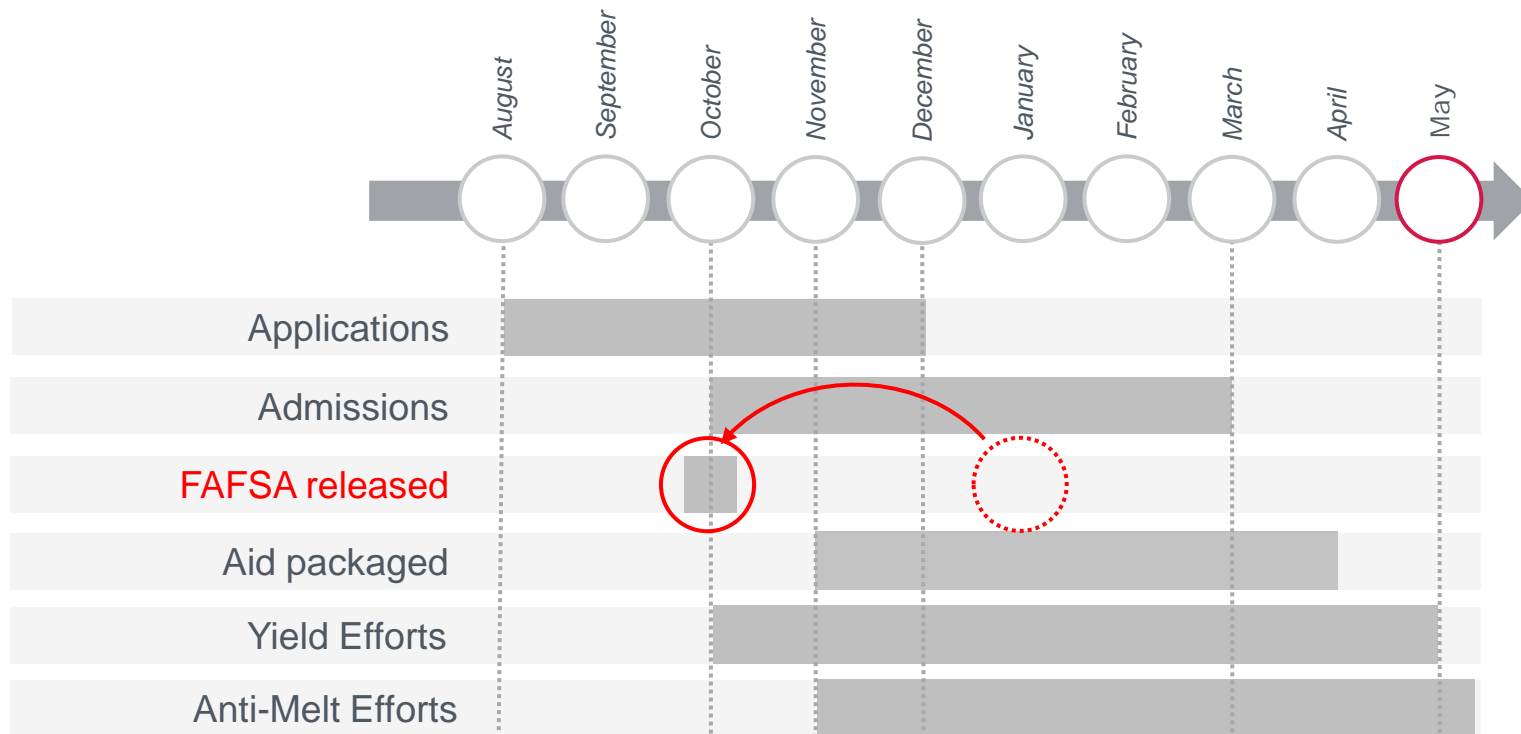 August
September
October
November
December
January
February
March
April
May
Applications
Admissions
FAFSA released
Aid packaged
Yield Efforts
Anti-Melt Efforts